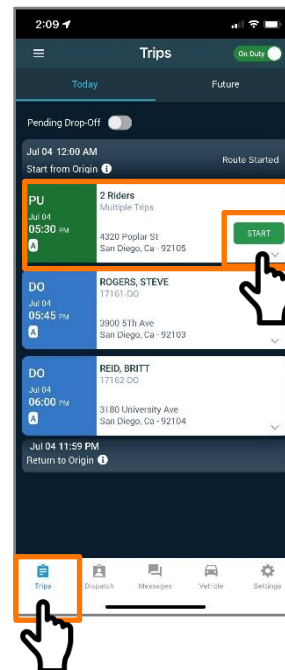 2:09
Trips
On Duty
Today Future
Pending Drop-Off
Jul 04 12:00 AM
Start from Origin
Route Started
PU
Jul 04
05:30 PM
A
2 Riders
Multiple Trips
4320 Poplar St
San Diego, Ca - 92105
START
DO
Jul 04
05:45 PM
A
ROGERS, STEVE
17161-DO
3900 5Th Ave
San Diego, Ca - 92103
DO
Jul 04
06:00 PM
A
REID, BRITT
17162-DO
3180 University Ave
San Diego, Ca - 92104
Jul 04 11:59 PM
Return to Origin
Trips Dispatch Messages Vehicle Settings